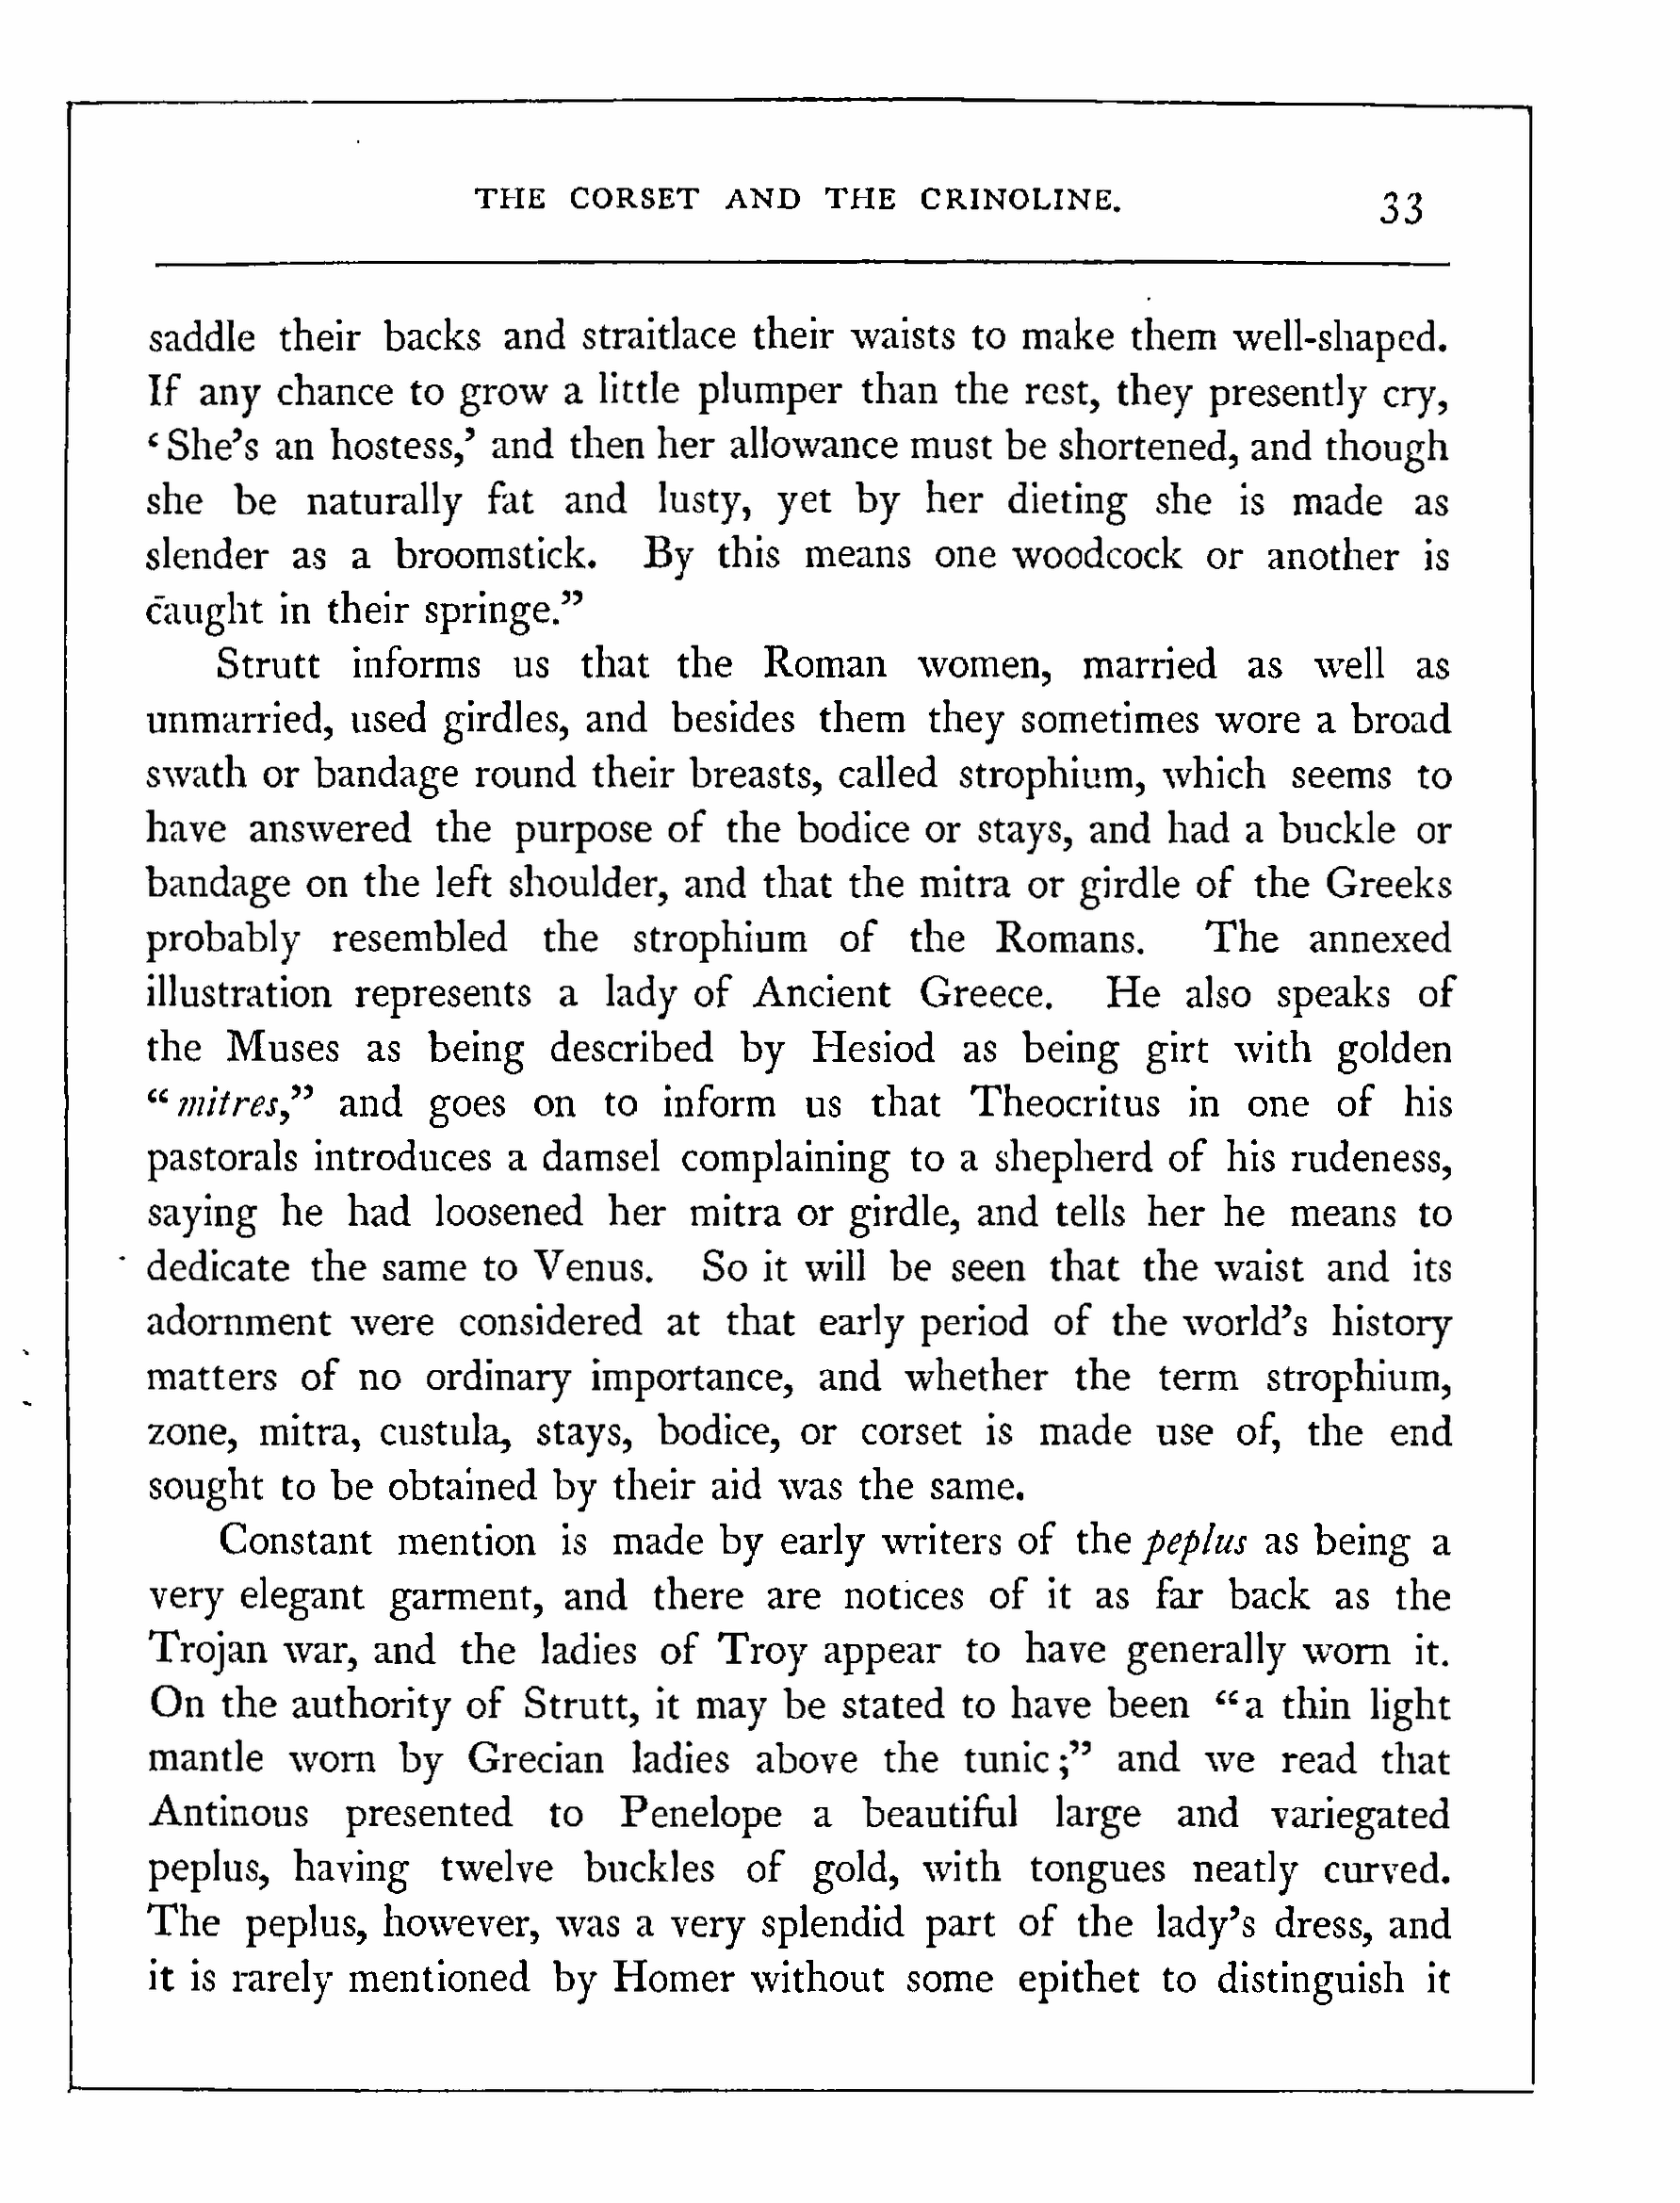 THE CORSET AND THE CRINOLINE. 33
saddle their backs and straitlace their waists to make them well-shaped.
If any chance to grow a little plumper than the rest, they presently cry,
‘She’s an hostess,’ and then her allowance must be shortened, and though
she be naturally fat and lusty, yet by her dieting she is made as
slender as a broomstick. By this means one woodcock or another is
caught in their springe.”
Strutt informs us that the Roman women, married as well as
unmarried, used girdles, and besides them they sometimes wore a broad
swath or bandage round their breasts, called strophium, which seems to
have answered the purpose of the bodice or stays, and had a buckle or
bandage on the left shoulder, and that the mitra or girdle of the Greeks
probably resembled the strophium of the Romans. The annexed
illustration represents a lady of Ancient Greece. He also speaks of
the Muses as being described by Hesiod as being girt with golden
“mitres,” and goes on to inform us that Theocritus in one of his
pastorals introduces a damsel complaining to a shepherd of his rudeness,
saying he had loosened her mitra or girdle, and tells her he means to
dedicate the same to Venus. So it will be seen that the waist and its
adornment were considered at that early period of the world’s history
matters of no ordinary importance, and whether the term strophium,
zone, mitra, custula, stays, bodice, or corset is made use of, the end
sought to be obtained by their aid was the same.
Constant mention is made by early writers of the peplus as being a
very elegant garment, and there are notices of it as far back as the
Trojan war, and the ladies of Troy appear to have generally worn it.
On the authority of Strutt, it may be stated to have been “a thin light
mantle worn by Grecian ladies above the tunic;” and we read that
Antinous presented to Penelope a beautiful large and variegated
peplus, having twelve buckles of gold, with tongues neatly curved.
The peplus, however, was a very splendid part of the lady’s dress, and
it is rarely mentioned by Homer without some epithet to distinguish it